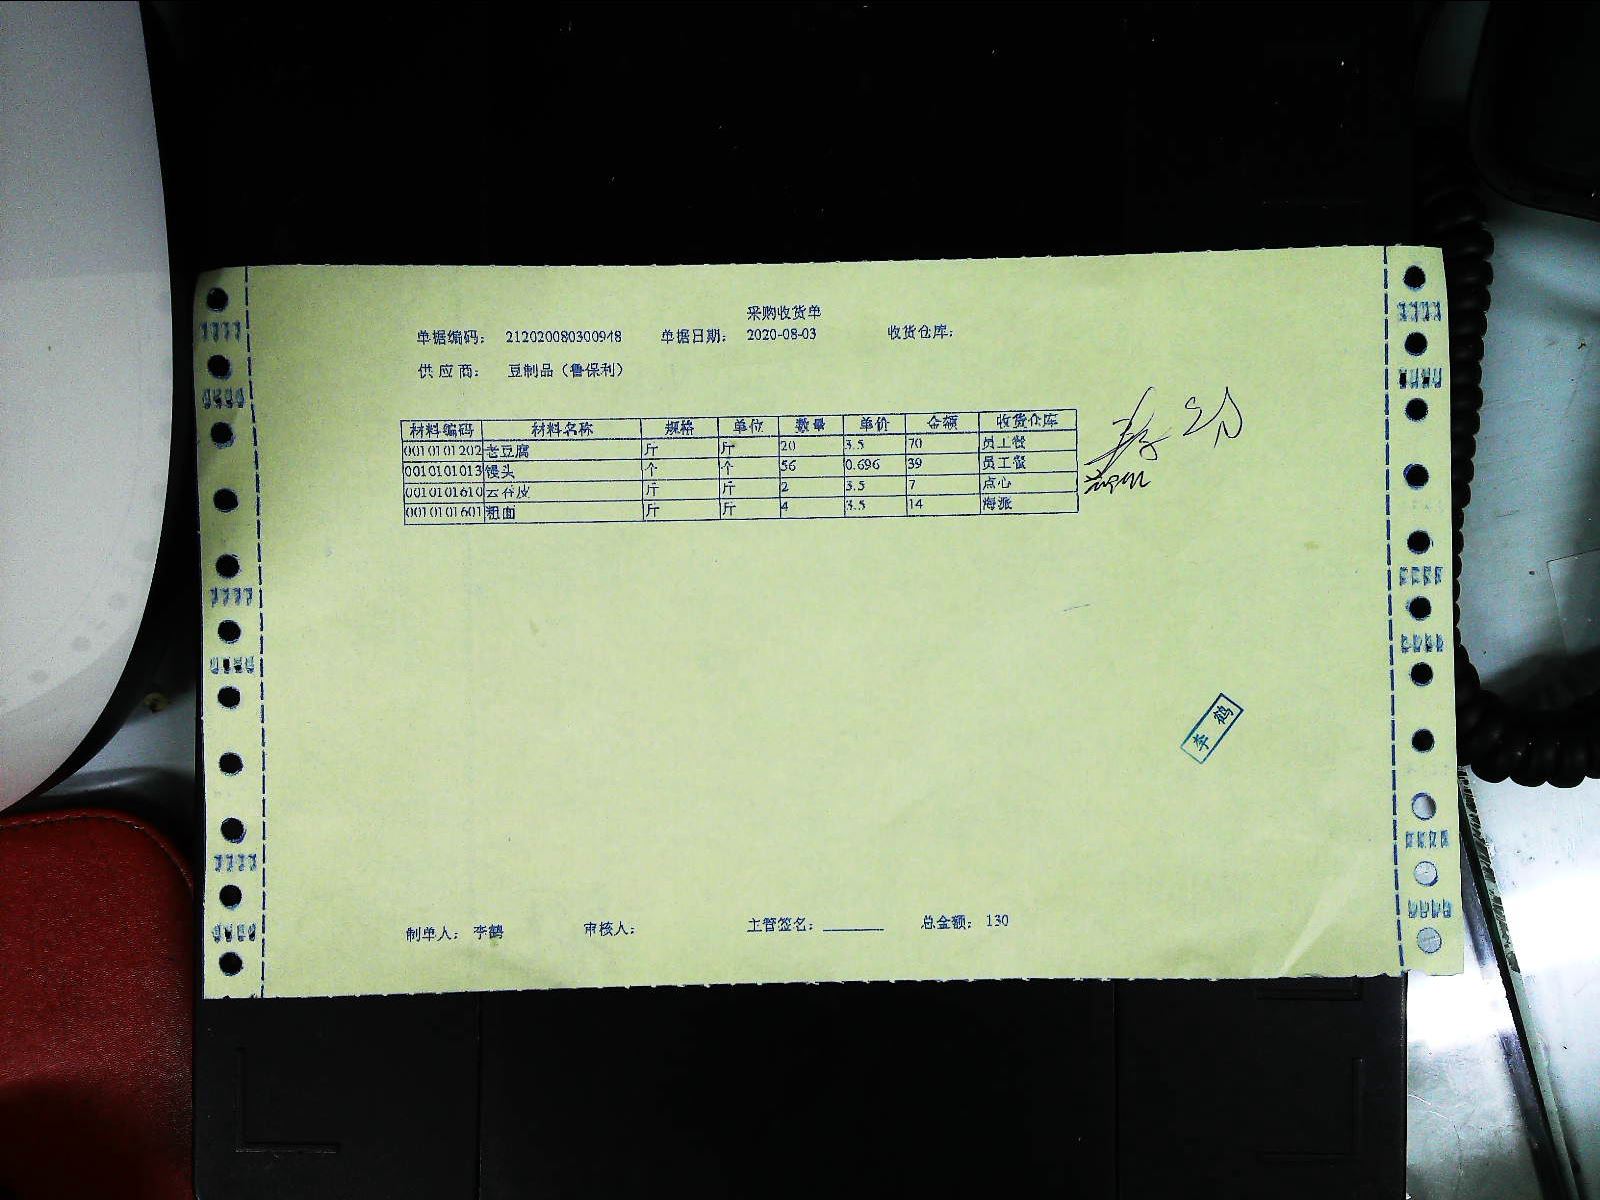 采购收货单
单据编码： 212020080300948 单据日期： 2020-08-03 收货仓库：
供应商： 豆制品（鲁保利）
材料编码 材料名称 规格 单位 数量 单价 金额 收货仓库
0010101202 老豆腐 斤 斤 20 3.5 70 员工餐
0010101013 馒头 个 个 56 0.696 39 员工餐
0010101610 云吞皮 斤 斤 2 3.5 7 点心
0010101601 粗面 斤 斤 4 3.5 14 海派
李鹤
制单人： 李鹤 审核人： 主管签名： 总金额： 130